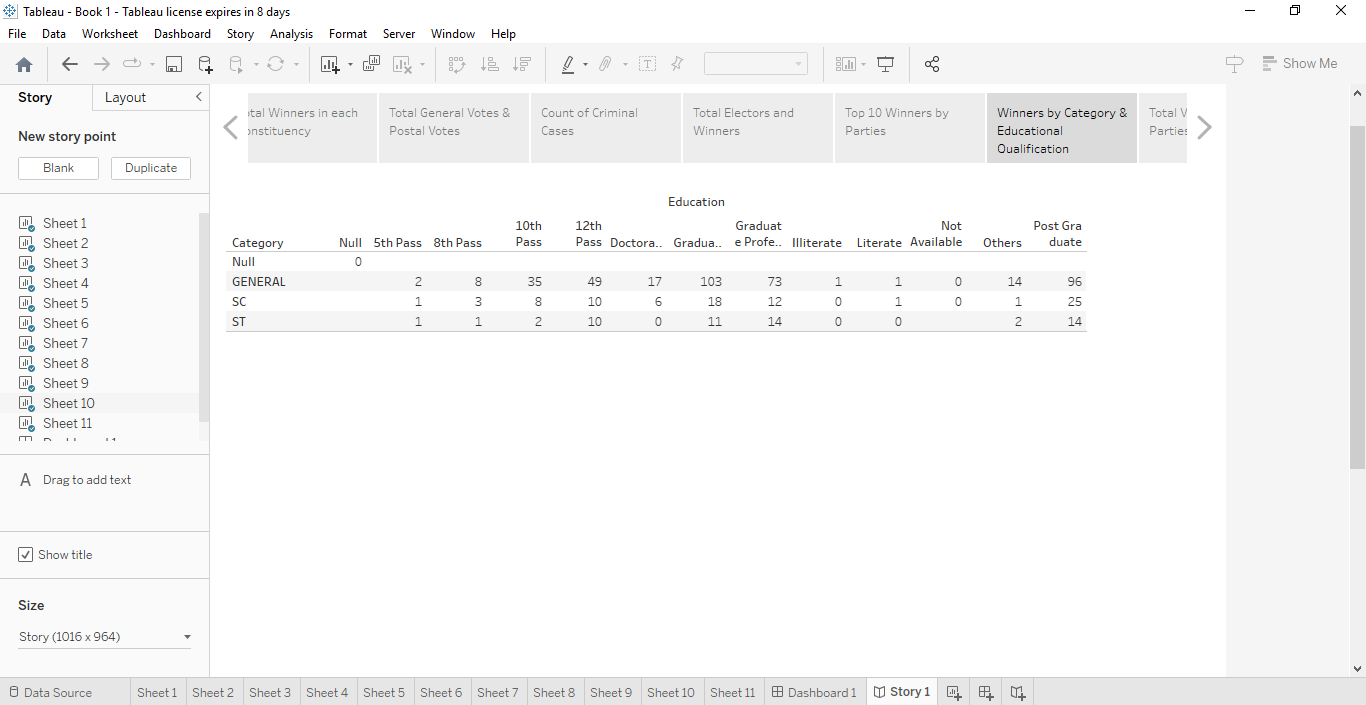 Tableau - Book 1 - Tableau license expires in 8 days
File Data Worksheet Dashboard Story Analysis Format Server Window Help
Show Me
Story Layout
New story point
Blank Duplicate
Sheet 1
Sheet 2
Sheet 3
Sheet 4
Sheet 5
Sheet 6
Sheet 7
Sheet 8
Sheet 9
Sheet 10
Sheet 11
A Drag to add text
Show title
Size
Story (1016 x 964)
otal Winners in each
onstituency
Total General Votes &
Postal Votes
Count of Criminal
Cases
Total Electors and
Winners
Top 10 Winners by
Parties
Winners by Category &
Educational
Qualification
Total
Parties
Education
Category Null 5th Pass 8th Pass 10th Pass 12th Pass Doctora.. Gradua.. Graduat e Profe.. Illiterate Literate Not Available Others Post Gra duate
Null 0
GENERAL 2 8 35 49 17 103 73 1 1 0 14 96
SC 1 3 8 10 6 18 12 0 1 0 1 25
ST 1 1 2 10 0 11 14 0 0 2 14
Data Source Sheet 1 Sheet 2 Sheet 3 Sheet 4 Sheet 5 Sheet 6 Sheet 7 Sheet 8 Sheet 9 Sheet 10 Sheet 11 Dashboard 1 Story 1